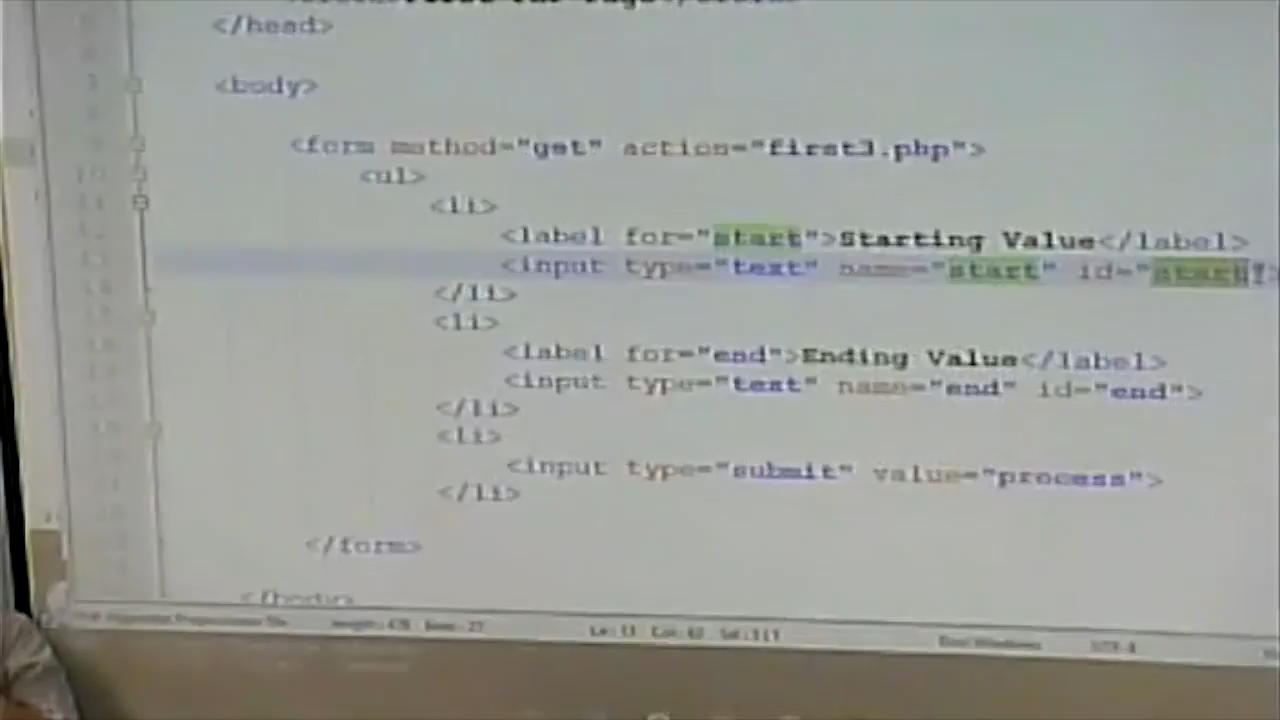 </head>
<body>
<form method="get" action="first3.php">
<ul>
<li>
<label for="start">Starting Value</label>
<input type="text" name="start" id="start">
</li>
<li>
<label for="end">Ending Value</label>
<input type="text" name="end" id="end">
</li>
<li>
<input type="submit" value="process">
</li>
</form>
</body>